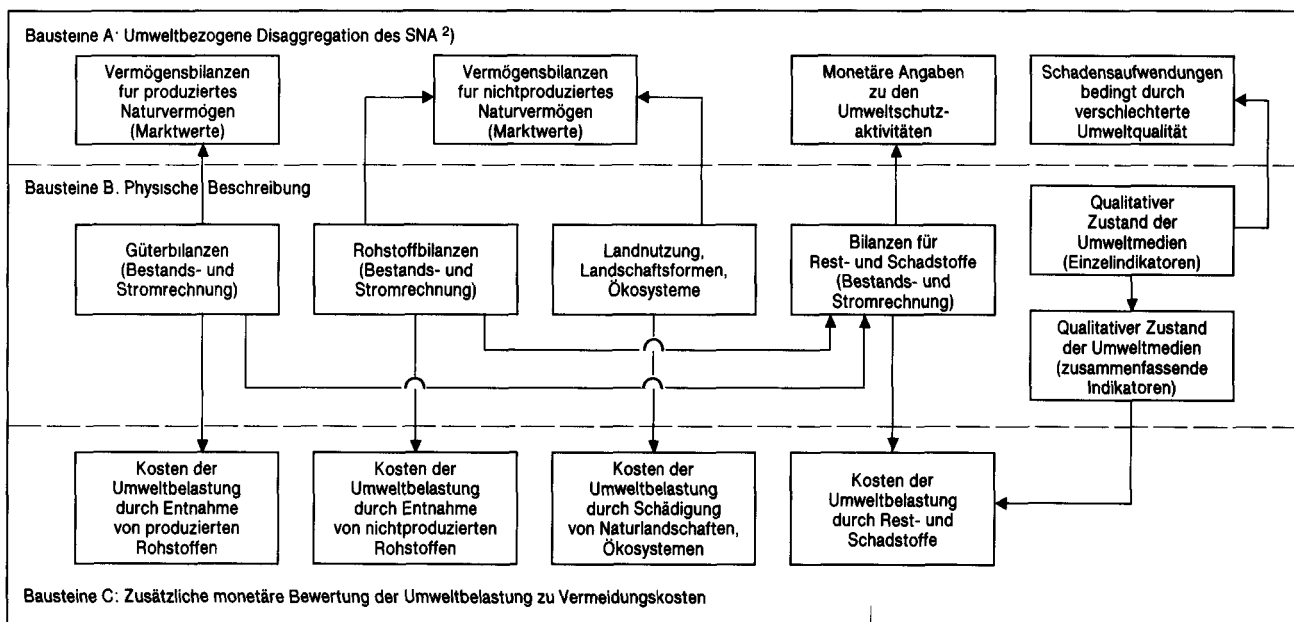 Bausteine A· Umweltbezogene Disaggregation des SNA ²)
Vermögensbilanzen
fur produziertes
Naturvermögen
(Marktwerte)
Vermögensbilanzen
fur nichtproduziertes
Naturvermögen
(Marktwerte)
Monetäre Angaben
zu den
Umweltschutz-
aktivitäten
Schadensaufwendungen
bedingt durch
verschlechterte
Umweltqualität
Bausteine B. Physische Beschreibung
Güterbilanzen
(Bestands- und
Stromrechnung)
Rohstoffbilanzen
(Bestands- und
Stromrechnung)
Landnutzung,
Landschaftsformen,
Ökosysteme
Bilanzen für
Rest- und Schadstoffe
(Bestands- und
Stromrechnung)
Qualitativer
Zustand der
Umweltmedien
(Einzelindikatoren)
Qualitativer Zustand
der Umweltmedien
(zusammenfassende
Indikatoren)
Kosten der
Umweltbelastung
durch Entnahme
von produzierten
Rohstoffen
Kosten der
Umweltbelastung
durch Entnahme
von nichtproduzierten
Rohstoffen
Kosten der
Umweltbelastung
durch Schädigung
von Naturlandschaften,
Ökosystemen
Kosten der
Umweltbelastung
durch Rest- und
Schadstoffe
Bausteine C: Zusätzliche monetäre Bewertung der Umweltbelastung zu Vermeidungskosten